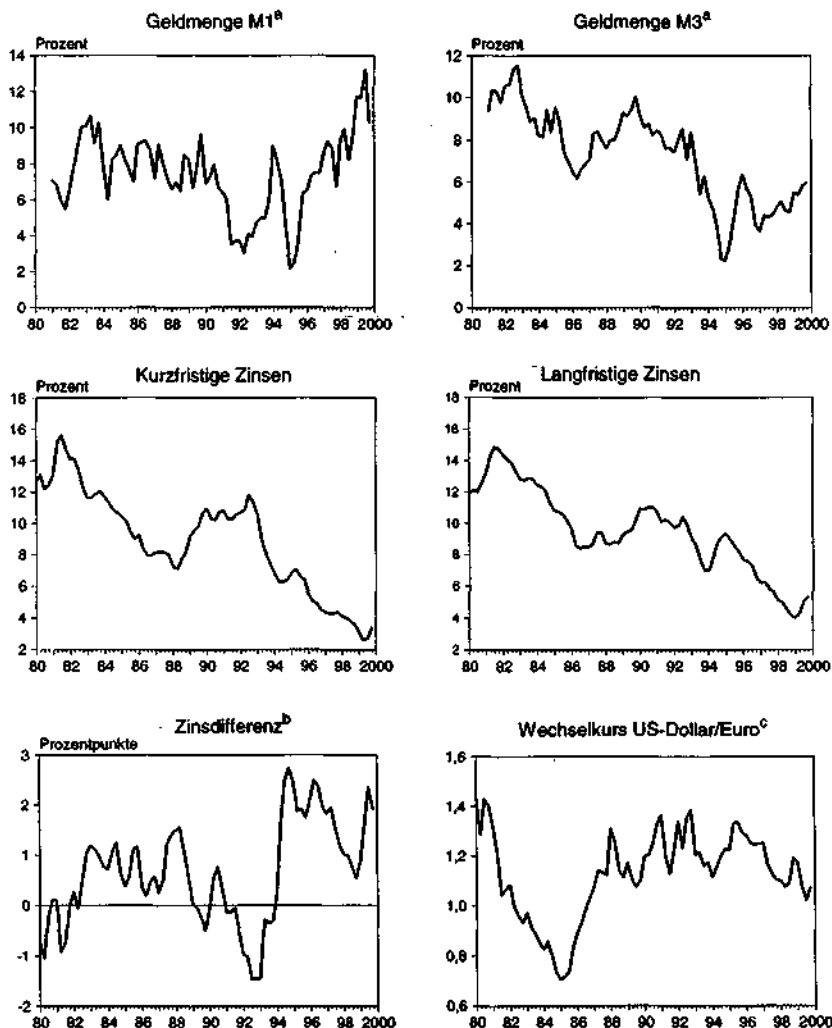 Geldmenge M1ª
Prozent
14
12
10
8
6
4
2
0
80 82 84 86 88 90 92 94 96 98 2000
Geldmenge M3ª
Prozent
12
10
8
6
4
2
0
80 82 84 86 88 90 92 94 96 98 2000
Kurzfristige Zinsen
Prozent
18
16
14
12
10
8
6
4
2
80 82 84 86 88 90 92 94 96 98 2000
Langfristige Zinsen
Prozent
18
16
14
12
10
8
6
4
2
80 82 84 86 88 90 92 94 96 98 2000
Zinsdifferenzᵇ
Prozentpunkte
3
2
1
0
-1
-2
80 82 84 86 88 90 92 94 96 98 2000
Wechselkurs US-Dollar/Euroᶜ
1,6
1,4
1,2
1,0
0,8
0,6
80 82 84 86 88 90 92 94 96 98 2000